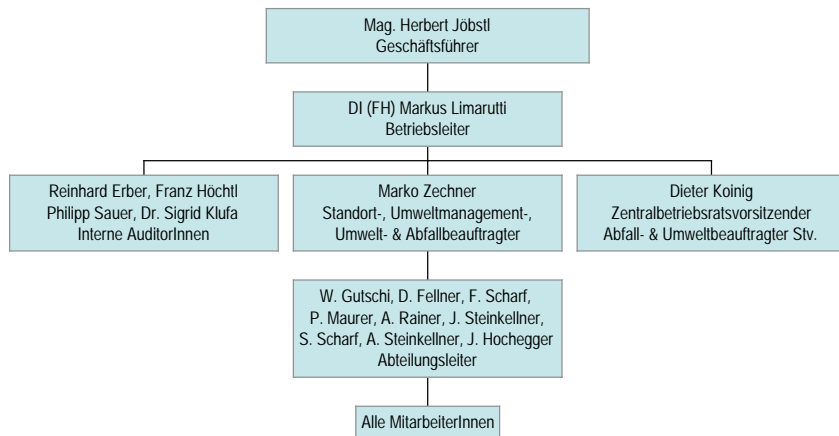 Mag. Herbert Jöbstl
Geschäftsführer
DI (FH) Markus Limarutti
Betriebsleiter
Reinhard Erber, Franz Höchtl
Philipp Sauer, Dr. Sigrid Klufa
Interne AuditorInnen
Marko Zechner
Standort-, Umweltmanagement-,
Umwelt- & Abfallbeauftragter
Dieter Koinig
Zentralbetriebsratsvorsitzender
Abfall- & Umweltbeauftragter Stv.
W. Gutschi, D. Fellner, F. Scharf,
P. Maurer, A. Rainer, J. Steinkellner,
S. Scharf, A. Steinkellner, J. Hochegger
Abteilungsleiter
Alle MitarbeiterInnen